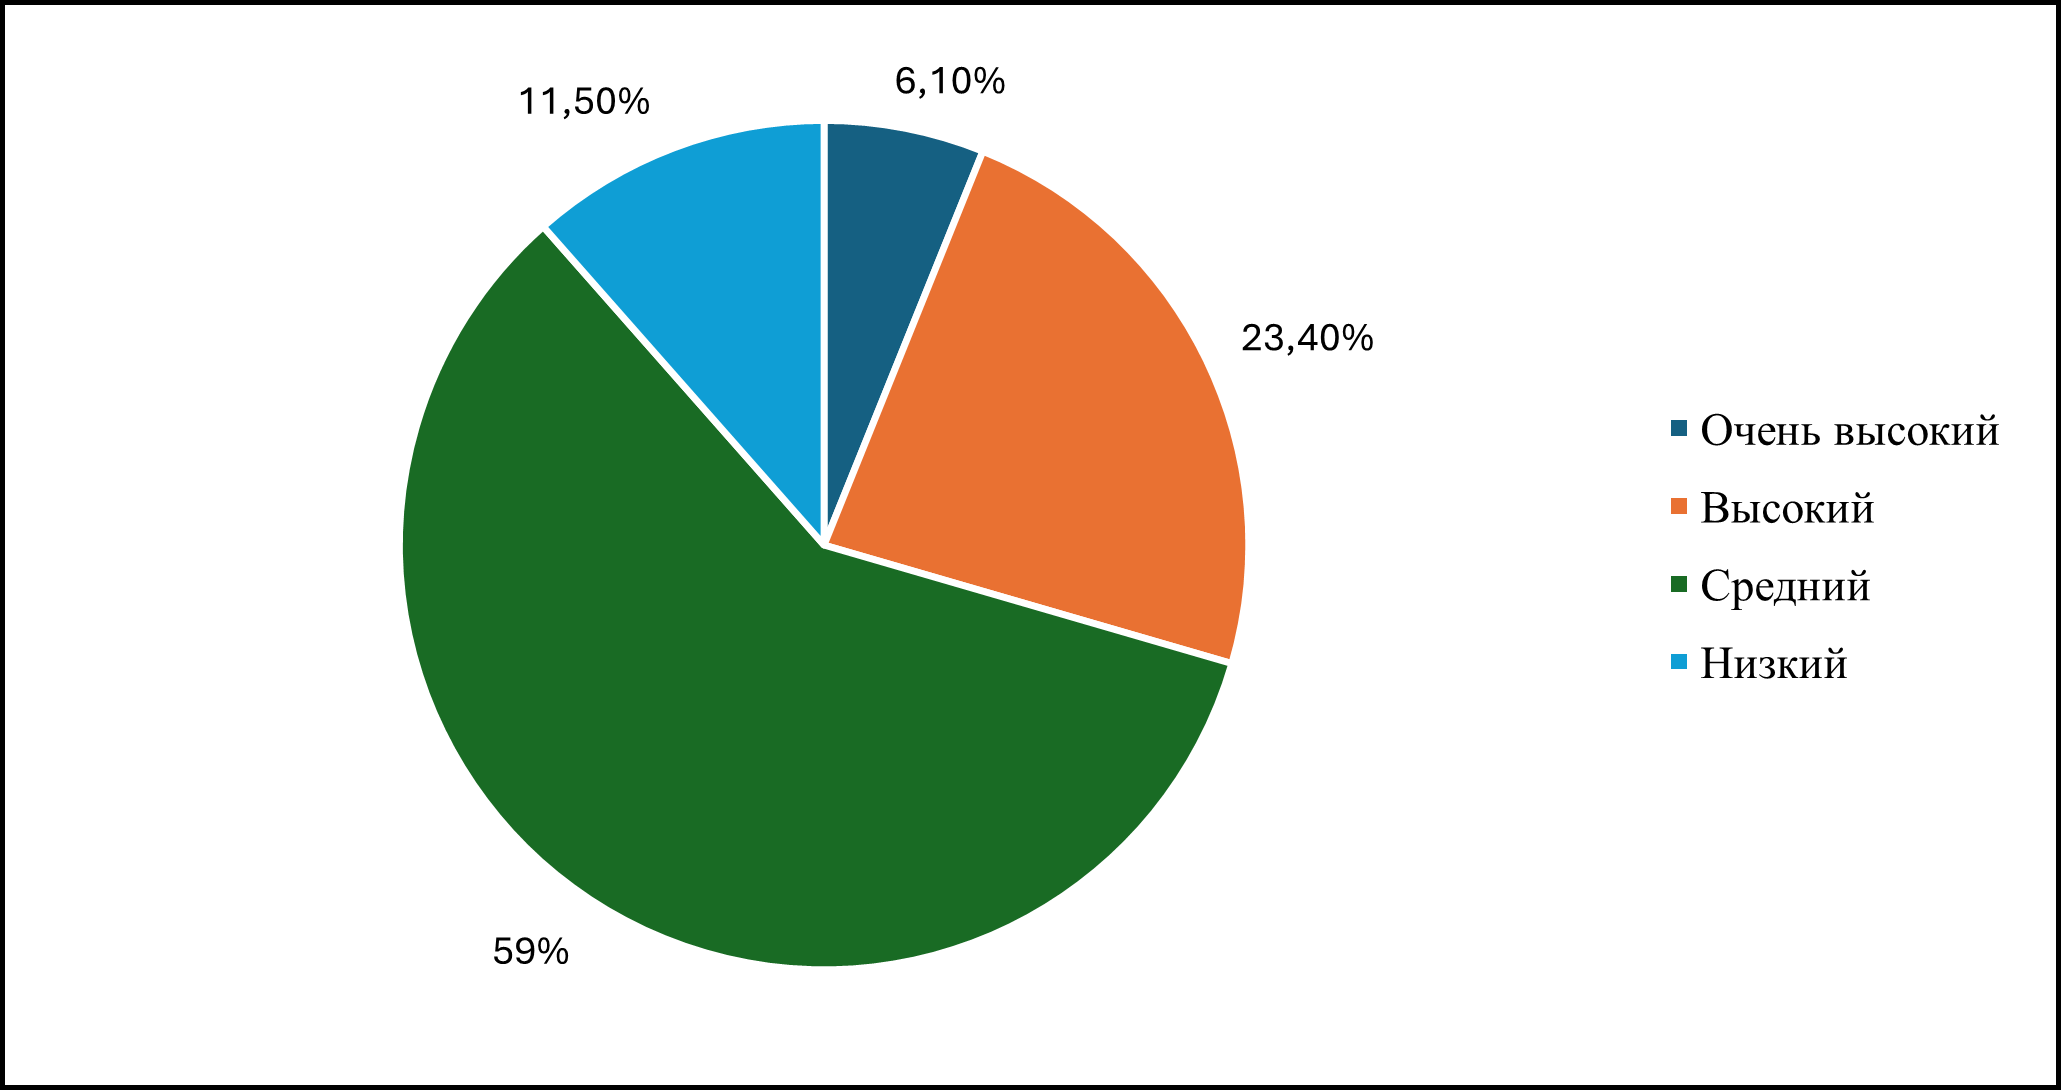 11,50%
6,10%
23,40%
59%
Очень высокий
Высокий
Средний
Низкий